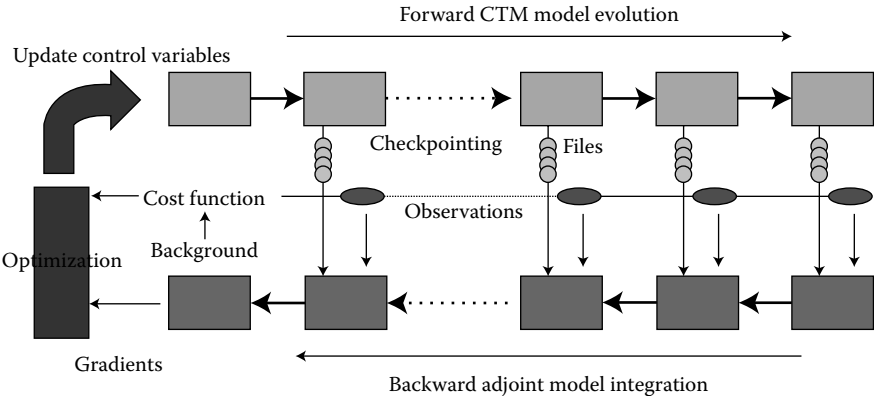 Forward CTM model evolution
Update control variables
Checkpointing
Files
Cost function
Observations
Background
Optimization
Gradients
Backward adjoint model integration